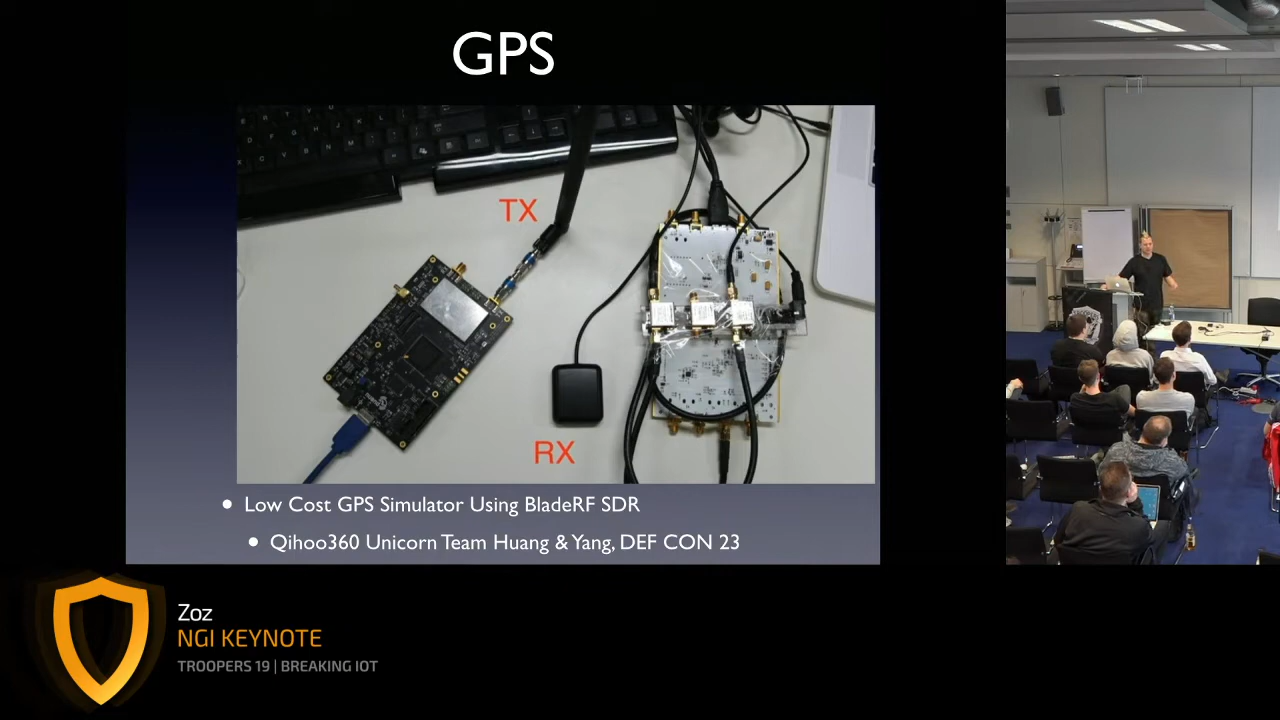 GPS
TX
RX
Low Cost GPS Simulator Using BladeRF SDR
Qihoo360 Unicorn Team Huang & Yang, DEF CON 23
Zoz
NGI KEYNOTE
TROOPERS 19 | BREAKING IOT